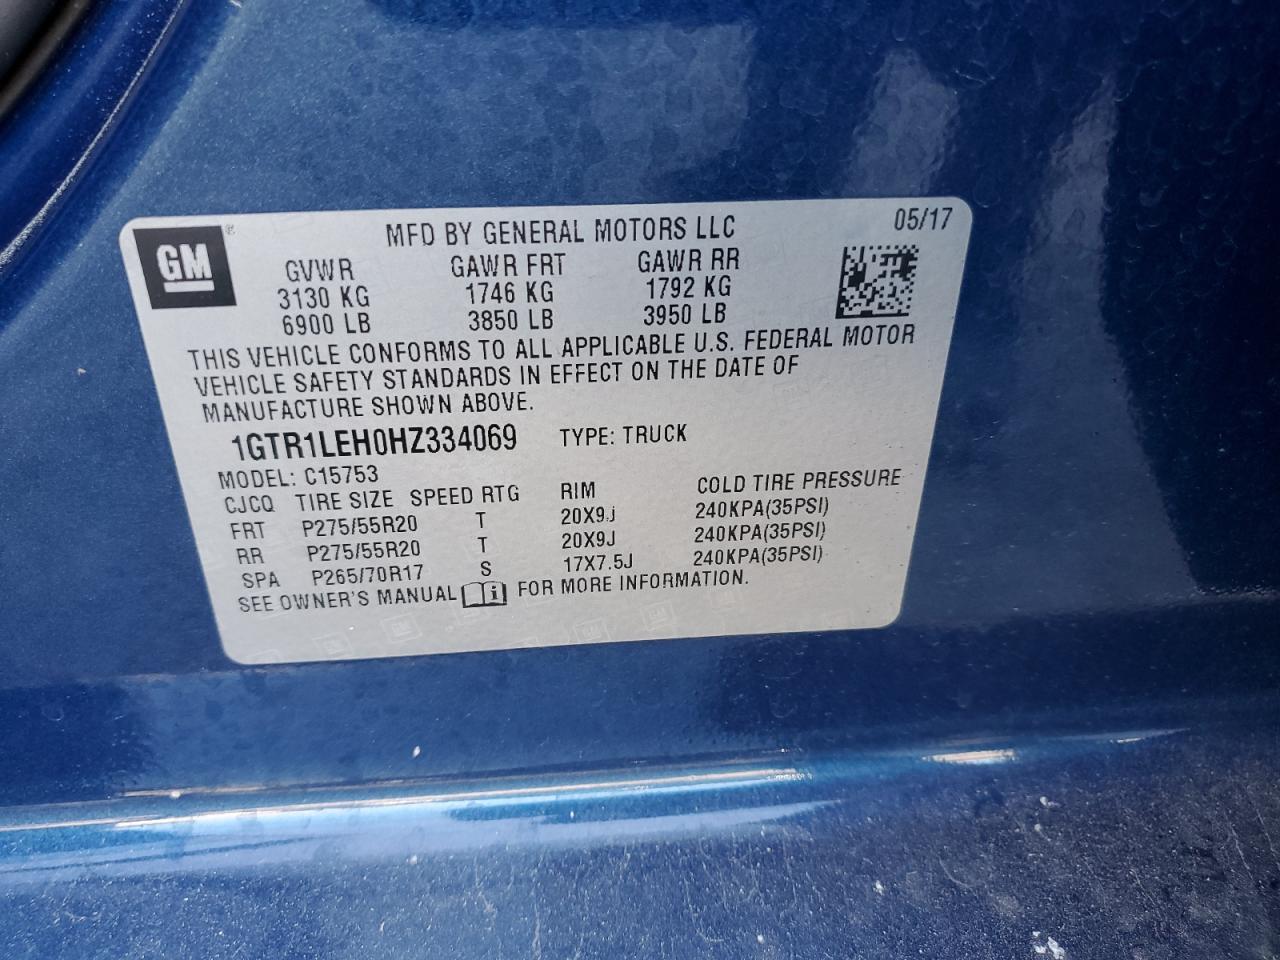 GM®
MFD BY GENERAL MOTORS LLC 05/17
GVWR GAWR FRT GAWR RR
3130 KG 1746 KG 1792 KG
6900 LB 3850 LB 3950 LB
THIS VEHICLE CONFORMS TO ALL APPLICABLE U.S. FEDERAL MOTOR
VEHICLE SAFETY STANDARDS IN EFFECT ON THE DATE OF
MANUFACTURE SHOWN ABOVE.
1GTR1LEH0HZ334069 TYPE: TRUCK
MODEL: C15753
CJCQ TIRE SIZE SPEED RTG RIM COLD TIRE PRESSURE
FRT P275/55R20 T 20X9J 240KPA(35PSI)
RR P275/55R20 T 20X9J 240KPA(35PSI)
SPA P265/70R17 S 17X7.5J 240KPA(35PSI)
SEE OWNER'S MANUAL i FOR MORE INFORMATION.